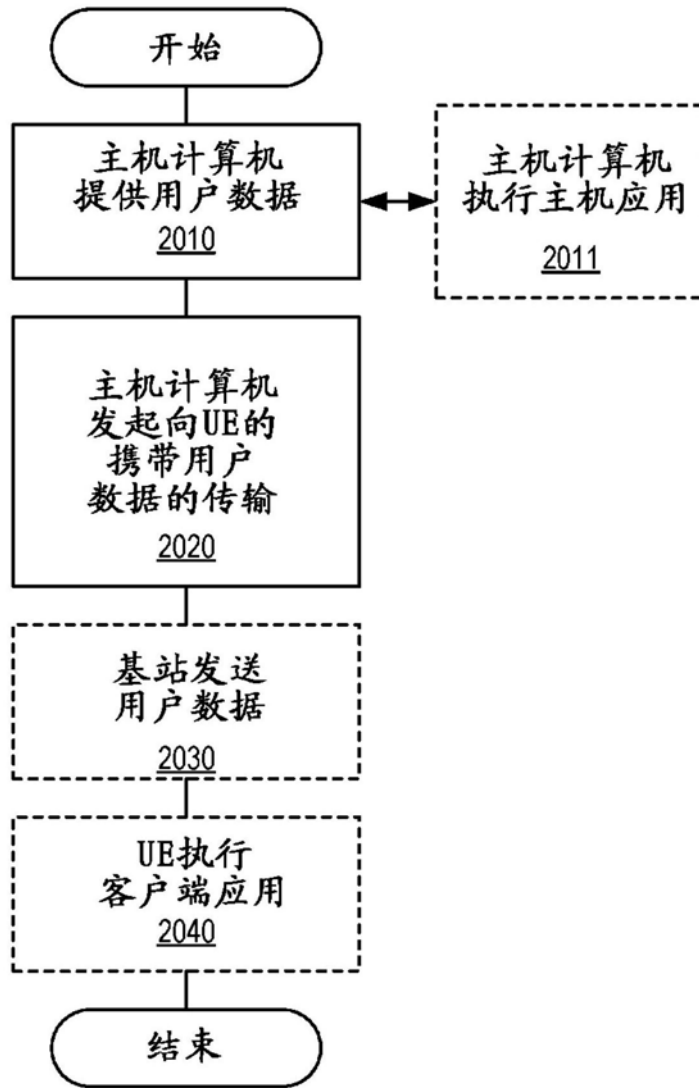 开始
主机计算机
提供用户数据
2010
主机计算机
执行主机应用
2011
主机计算机
发起向UE的
携带用户
数据的传输
2020
基站发送
用户数据
2030
UE执行
客户端应用
2040
结束